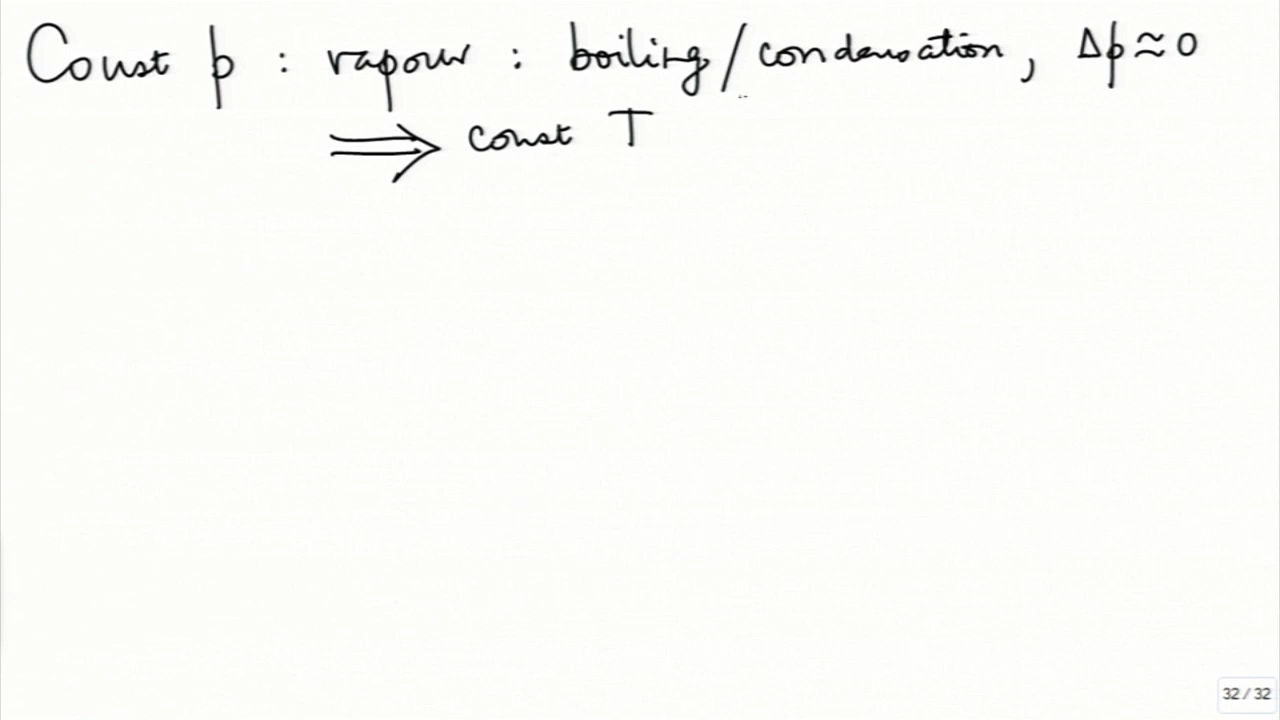 Const p : vapour : boiling/condensation, Δp ≈ 0
⟹ const T
32 / 32